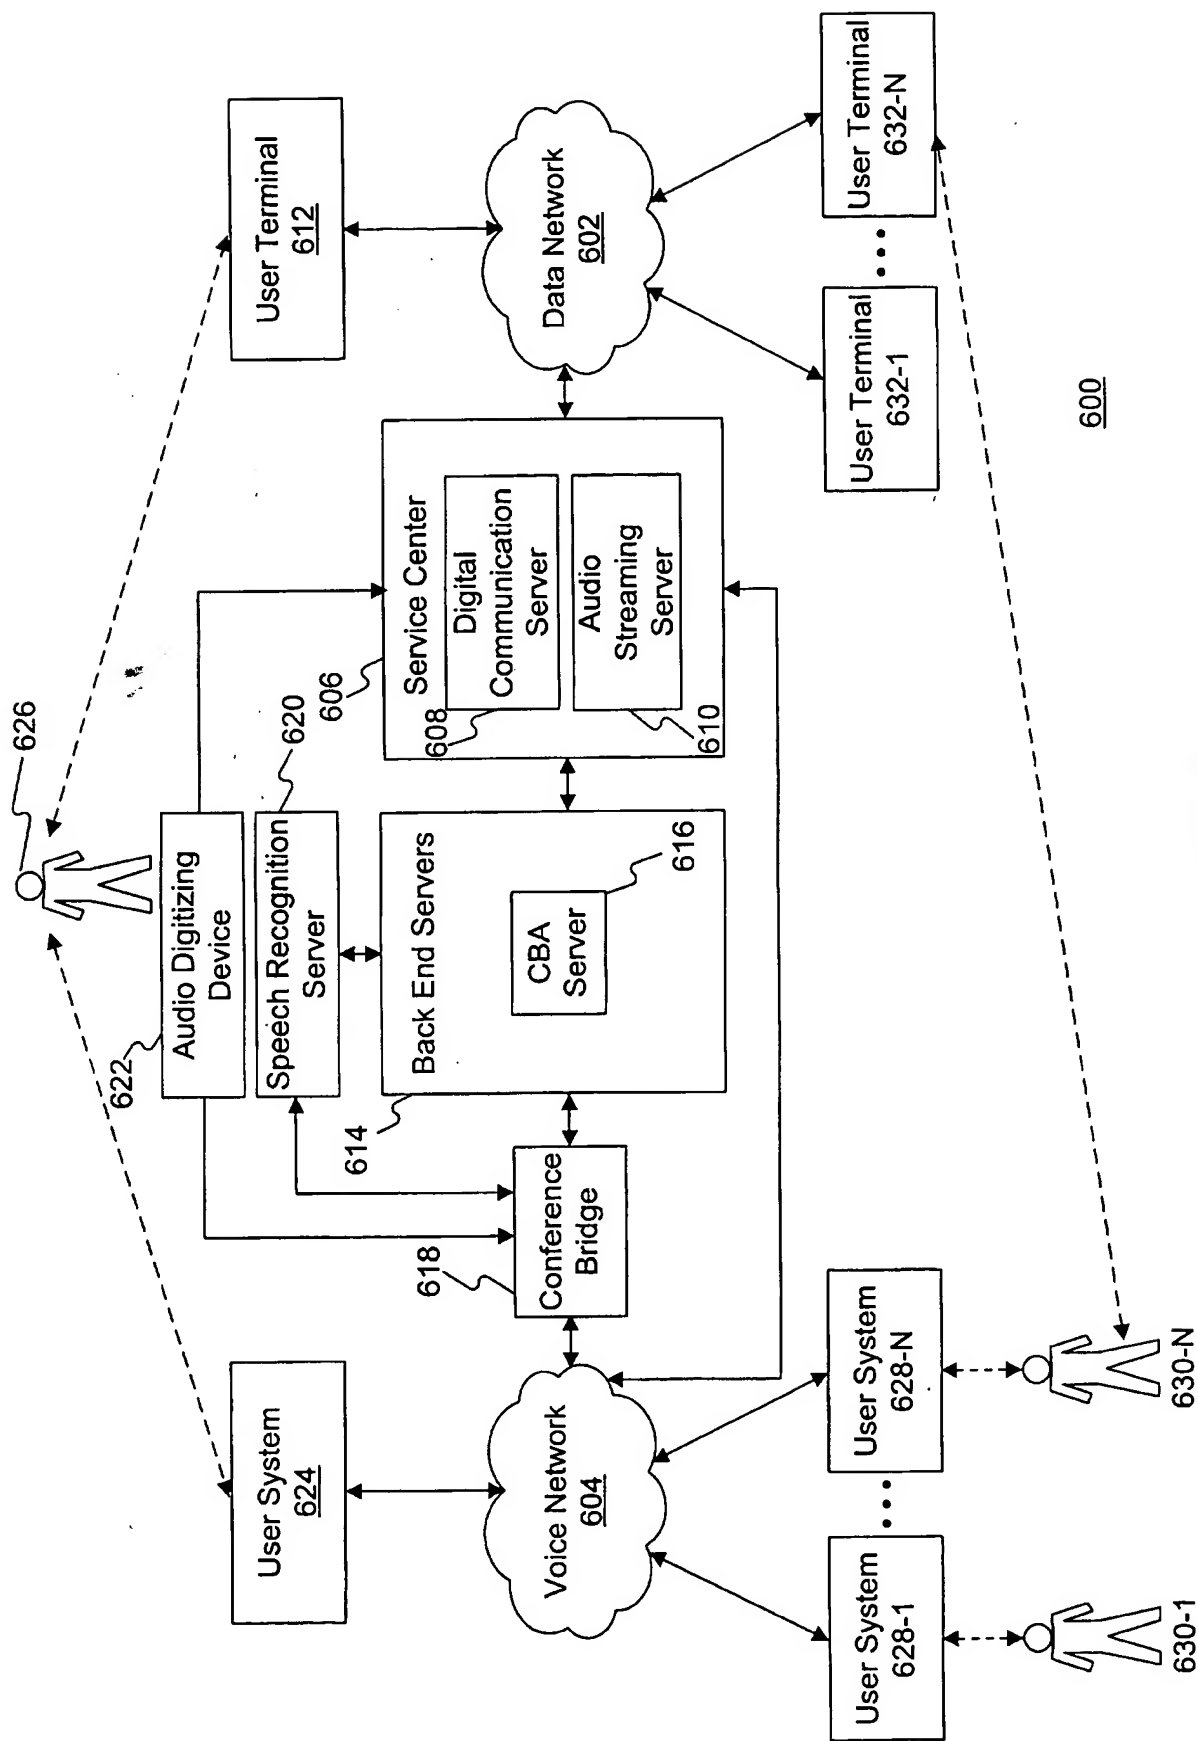 626
User System
624
Audio Digitizing
Device
622
Speech Recognition
Server
620
User Terminal
612
Voice Network
604
618
Conference
Bridge
614
Back End Servers
CBA
Server
616
606
Service Center
608
Digital
Communication
Server
610
Audio
Streaming
Server
Data Network
602
User System
628-1
User System
628-N
User Terminal
632-1
User Terminal
632-N
630-1
630-N
600